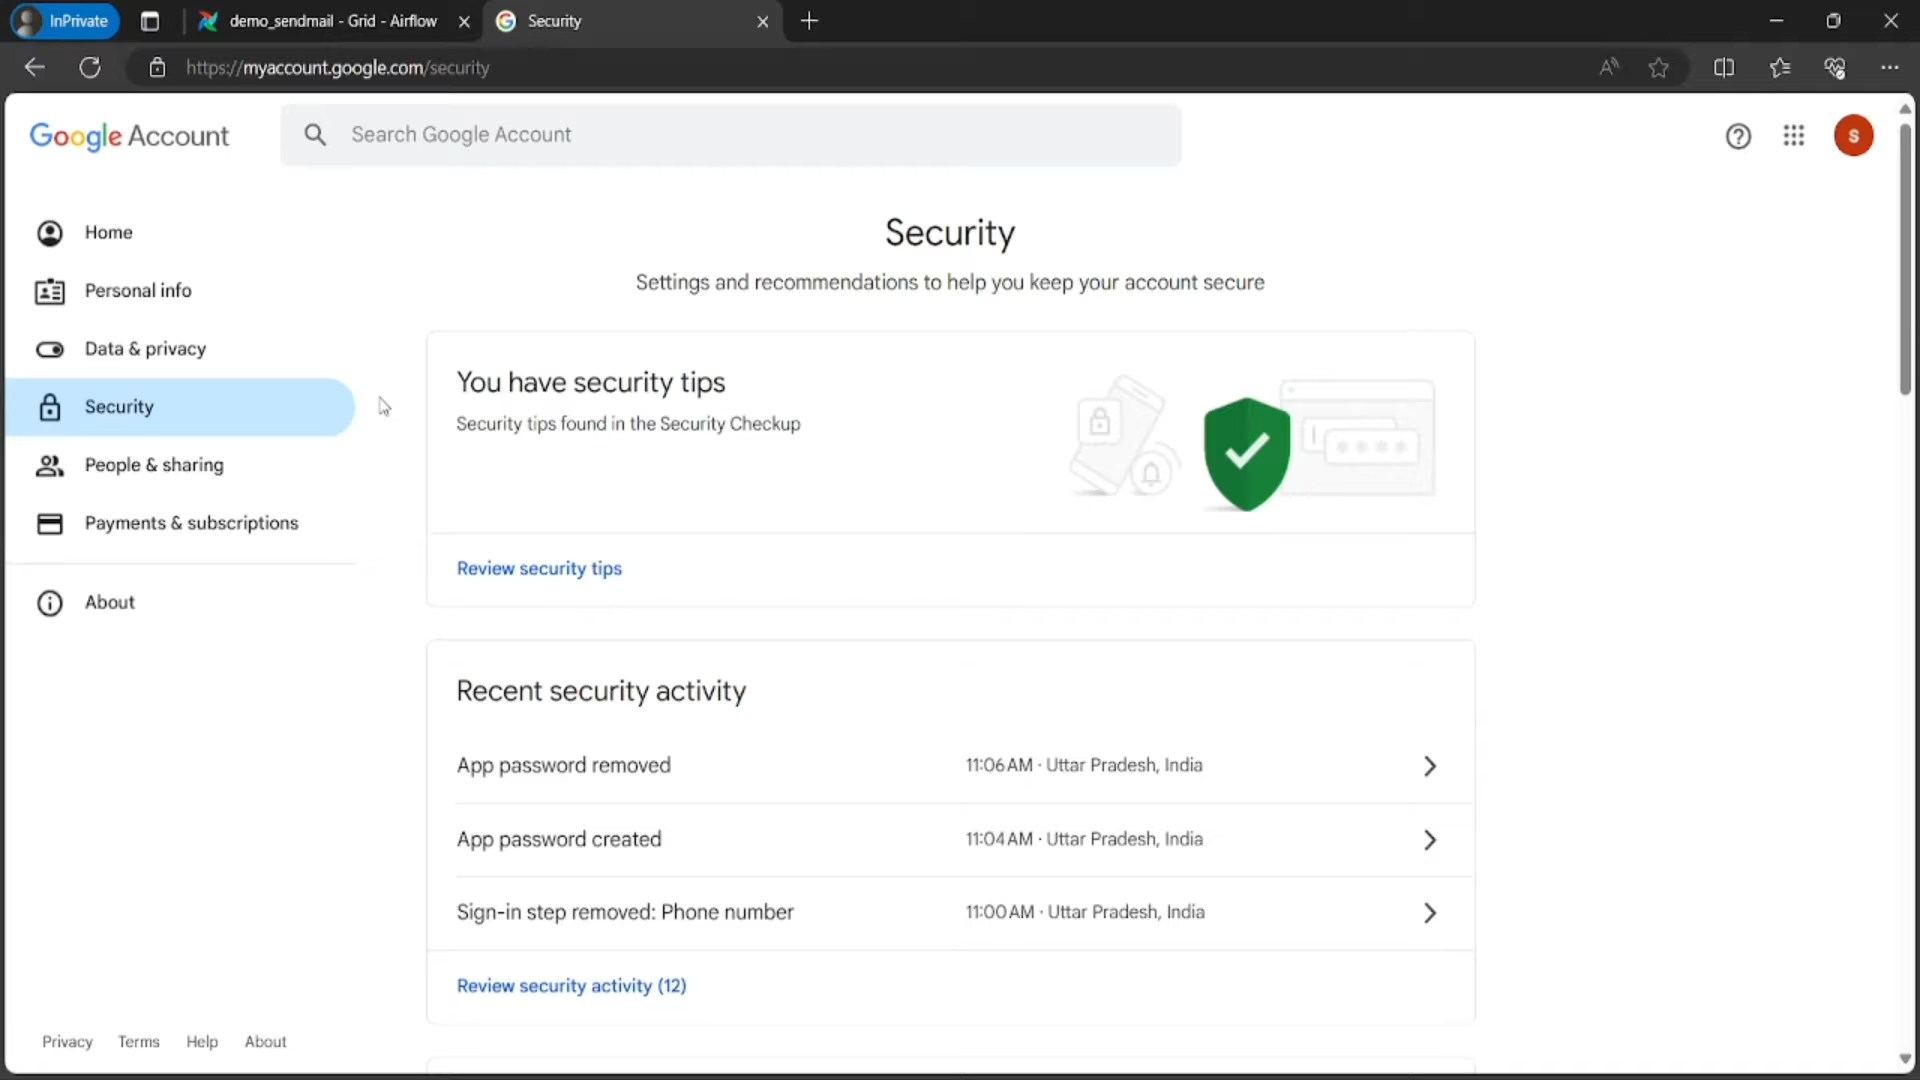 InPrivate
demo_sendmail - Grid - Airflow
Security
https://myaccount.google.com/security
Google Account
Search Google Account
S
Home
Personal info
Data & privacy
Security
People & sharing
Payments & subscriptions
About
Security
Settings and recommendations to help you keep your account secure
You have security tips
Security tips found in the Security Checkup
Review security tips
Recent security activity
App password removed 11:06 AM · Uttar Pradesh, India
App password created 11:04 AM · Uttar Pradesh, India
Sign-in step removed: Phone number 11:00 AM · Uttar Pradesh, India
Review security activity (12)
Privacy Terms Help About